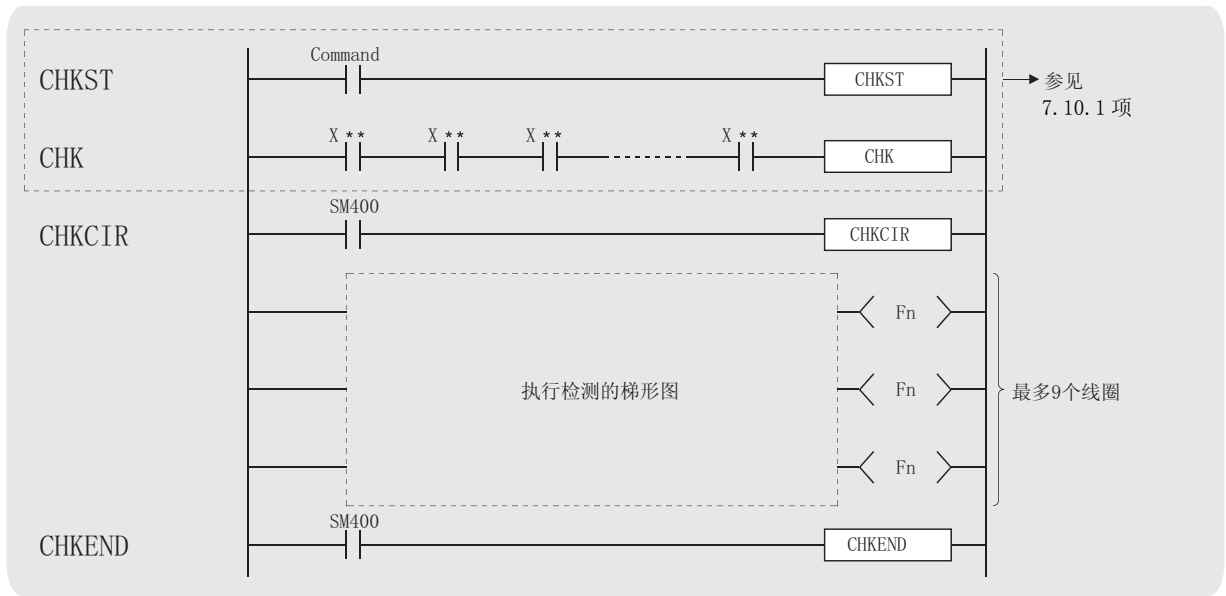 Command
CHKST
CHKST
参见
7.10.1 项
X ** X ** X ** X **
CHK
CHK
SM400
CHKCIR
CHKCIR
Fn
执行检测的梯形图
Fn
最多9个线圈
Fn
SM400
CHKEND
CHKEND